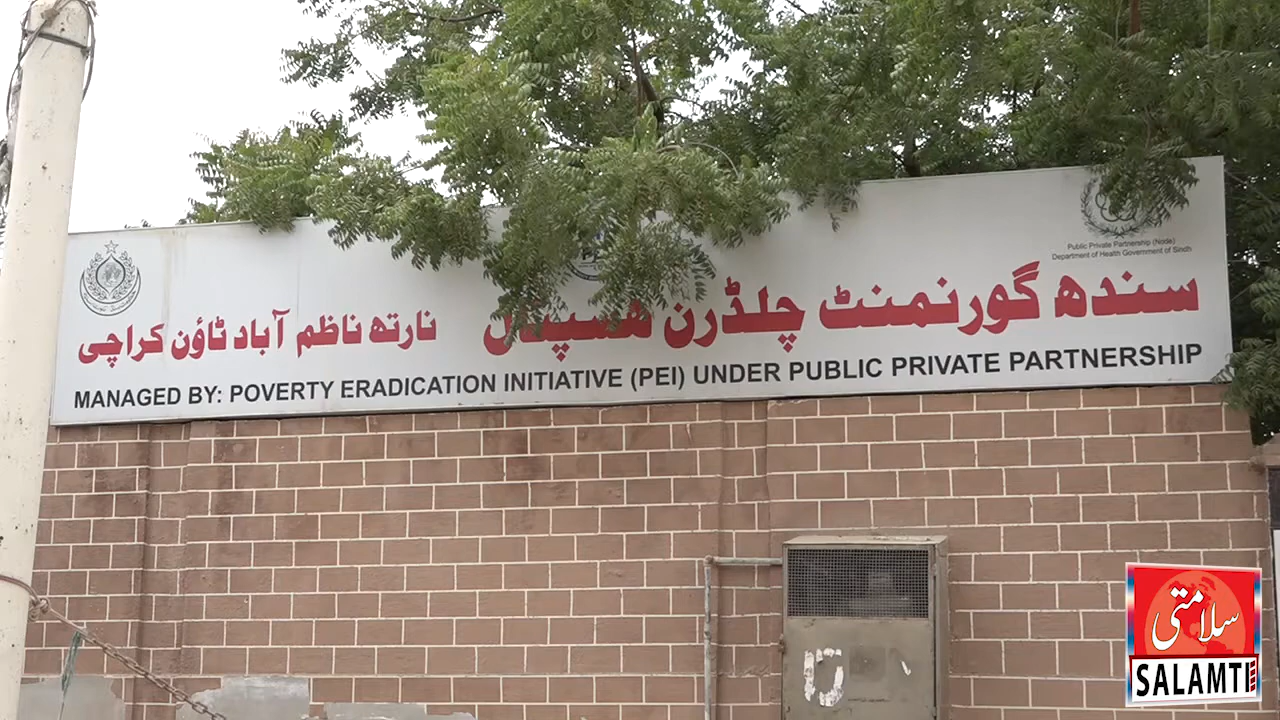 Public Private Partnership (Node)
Department of Health Government of Sindh
سندھ گورنمنٹ چلڈرن ھسپتال نارتھ ناظم آباد ٹاؤن کراچی
MANAGED BY: POVERTY ERADICATION INITIATIVE (PEI) UNDER PUBLIC PRIVATE PARTNERSHIP
سلامتی
SALAMTI